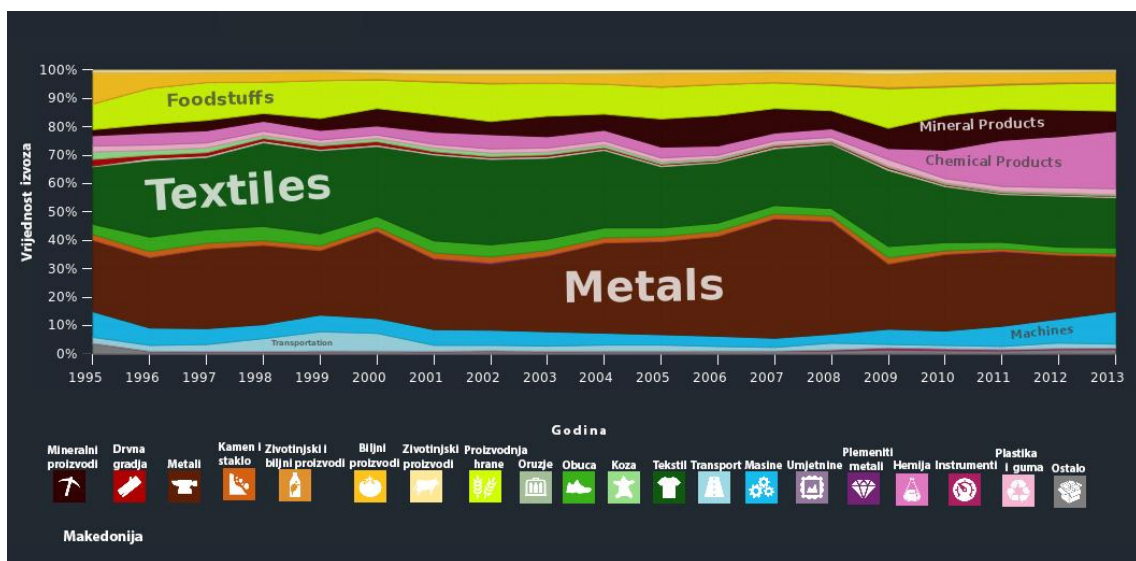 100%
90%
80%
70%
60%
50%
40%
30%
20%
10%
0%
Vrijednost izvoza
Foodstuffs
Mineral Products
Chemical Products
Textiles
Metals
Machines
Transportation
1995 1996 1997 1998 1999 2000 2001 2002 2003 2004 2005 2006 2007 2008 2009 2010 2011 2012 2013
Godina
Mineralni proizvodi
Drvna gradja
Metali
Kamen i staklo
Zivotinjski i biljni proizvodi
Biljni proizvodi
Zivotinjski proizvodi
Proizvodnja hrane
Oruzje
Obuca
Koza
Tekstil
Transport
Masine
Umjetnine
Plemeniti metali
Hemija
Instrumenti
Plastika i guma
Ostalo
Makedonija